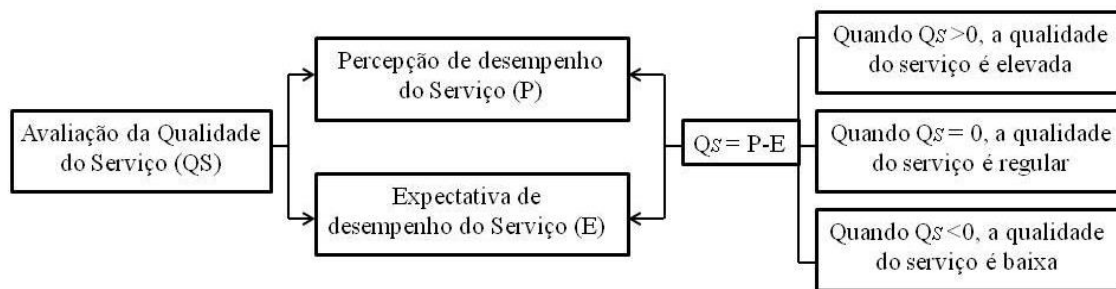 Avaliação da Qualidade
do Serviço (QS)
Percepção de desempenho
do Serviço (P)
Expectativa de
desempenho do Serviço (E)
Qs = P-E
Quando Qs>0, a qualidade
do serviço é elevada
Quando Qs = 0, a qualidade
do serviço é regular
Quando Qs<0, a qualidade
do serviço é baixa